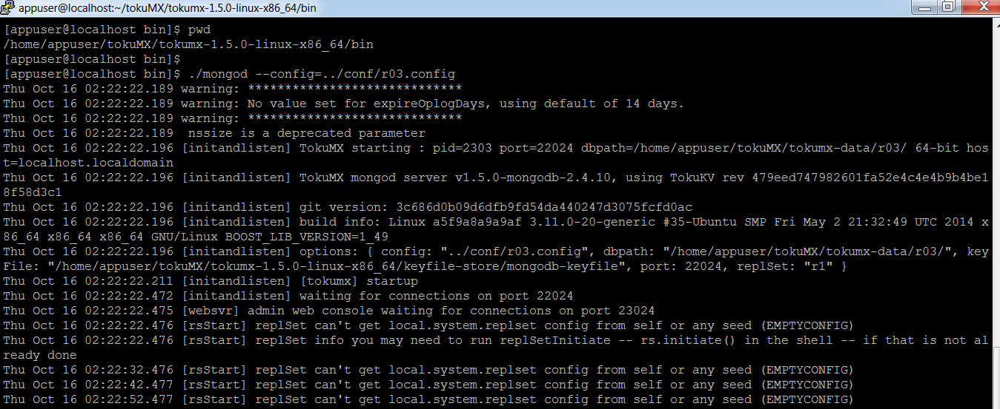 appuser@localhost:~/tokuMX/tokumx-1.5.0-linux-x86_64/bin
[appuser@localhost bin]$ pwd
/home/appuser/tokuMX/tokumx-1.5.0-linux-x86_64/bin
[appuser@localhost bin]$
[appuser@localhost bin]$ ./mongod --config=../conf/r03.config
Thu Oct 16 02:22:22.189 warning: *****************************
Thu Oct 16 02:22:22.189 warning: No value set for expireOplogDays, using default of 14 days.
Thu Oct 16 02:22:22.189 warning: *****************************
Thu Oct 16 02:22:22.189  nssize is a deprecated parameter
Thu Oct 16 02:22:22.196 [initandlisten] TokuMX starting : pid=2303 port=22024 dbpath=/home/appuser/tokuMX/tokumx-data/r03/ 64-bit hos
t=localhost.localdomain
Thu Oct 16 02:22:22.196 [initandlisten] TokuMX mongod server v1.5.0-mongodb-2.4.10, using TokuKV rev 479eed747982601fa52e4c4e4b9b4be1
8f58d3c1
Thu Oct 16 02:22:22.196 [initandlisten] git version: 3c686d0b09d6dfb9fd54da440247d3075fcfd0ac
Thu Oct 16 02:22:22.196 [initandlisten] build info: Linux a5f9a8a9a9af 3.11.0-20-generic #35-Ubuntu SMP Fri May 2 21:32:49 UTC 2014 x
86_64 x86_64 x86_64 GNU/Linux BOOST_LIB_VERSION=1_49
Thu Oct 16 02:22:22.196 [initandlisten] options: { config: "../conf/r03.config", dbpath: "/home/appuser/tokuMX/tokumx-data/r03/", key
File: "/home/appuser/tokuMX/tokumx-1.5.0-linux-x86_64/keyfile-store/mongodb-keyfile", port: 22024, replSet: "r1" }
Thu Oct 16 02:22:22.211 [initandlisten] [tokumx] startup
Thu Oct 16 02:22:22.472 [initandlisten] waiting for connections on port 22024
Thu Oct 16 02:22:22.475 [websvr] admin web console waiting for connections on port 23024
Thu Oct 16 02:22:22.476 [rsStart] replSet can't get local.system.replset config from self or any seed (EMPTYCONFIG)
Thu Oct 16 02:22:22.476 [rsStart] replSet info you may need to run replSetInitiate -- rs.initiate() in the shell -- if that is not al
ready done
Thu Oct 16 02:22:32.476 [rsStart] replSet can't get local.system.replset config from self or any seed (EMPTYCONFIG)
Thu Oct 16 02:22:42.477 [rsStart] replSet can't get local.system.replset config from self or any seed (EMPTYCONFIG)
Thu Oct 16 02:22:52.477 [rsStart] replSet can't get local.system.replset config from self or any seed (EMPTYCONFIG)